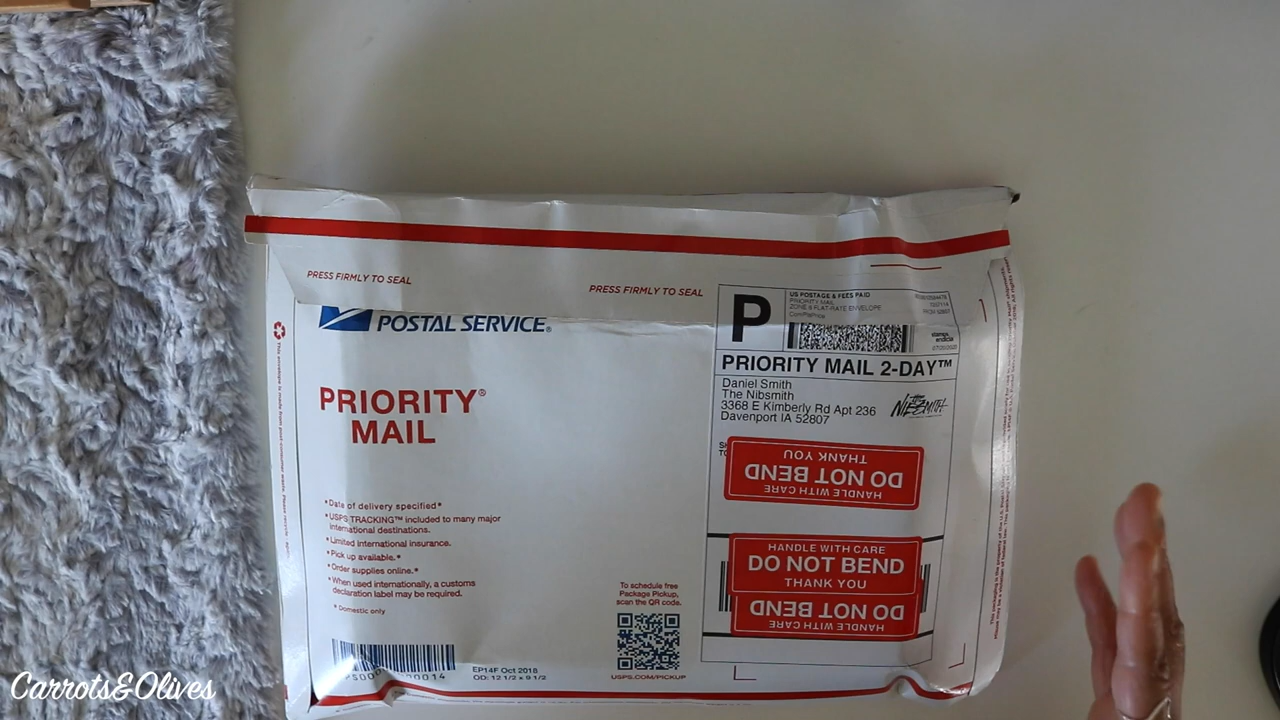 PRESS FIRMLY TO SEAL
PRESS FIRMLY TO SEAL
POSTAL SERVICE®
PRIORITY®
MAIL
• Date of delivery specified*
• USPS TRACKING™ included to many major
international destinations.
• Limited international insurance.
• Pick up available.*
• Order supplies online.*
• When used internationally, a customs
declaration label may be required.
* Domestic only
EP14F Oct 2018
OD: 12 1/2 x 9 1/2
To schedule free
Package Pickup,
scan the QR code.
USPS.COM/PICKUP
P
US POSTAGE & FEES PAID
PRIORITY MAIL
ComPlsPrice
stamps
endicia
PRIORITY MAIL 2-DAY™
Daniel Smith
The Nibsmith
3368 E Kimberly Rd Apt 236
Davenport IA 52807
the
NIBSMITH
HANDLE WITH CARE
DO NOT BEND
THANK YOU
HANDLE WITH CARE
DO NOT BEND
THANK YOU
HANDLE WITH CARE
DO NOT BEND
Carrots&Olives